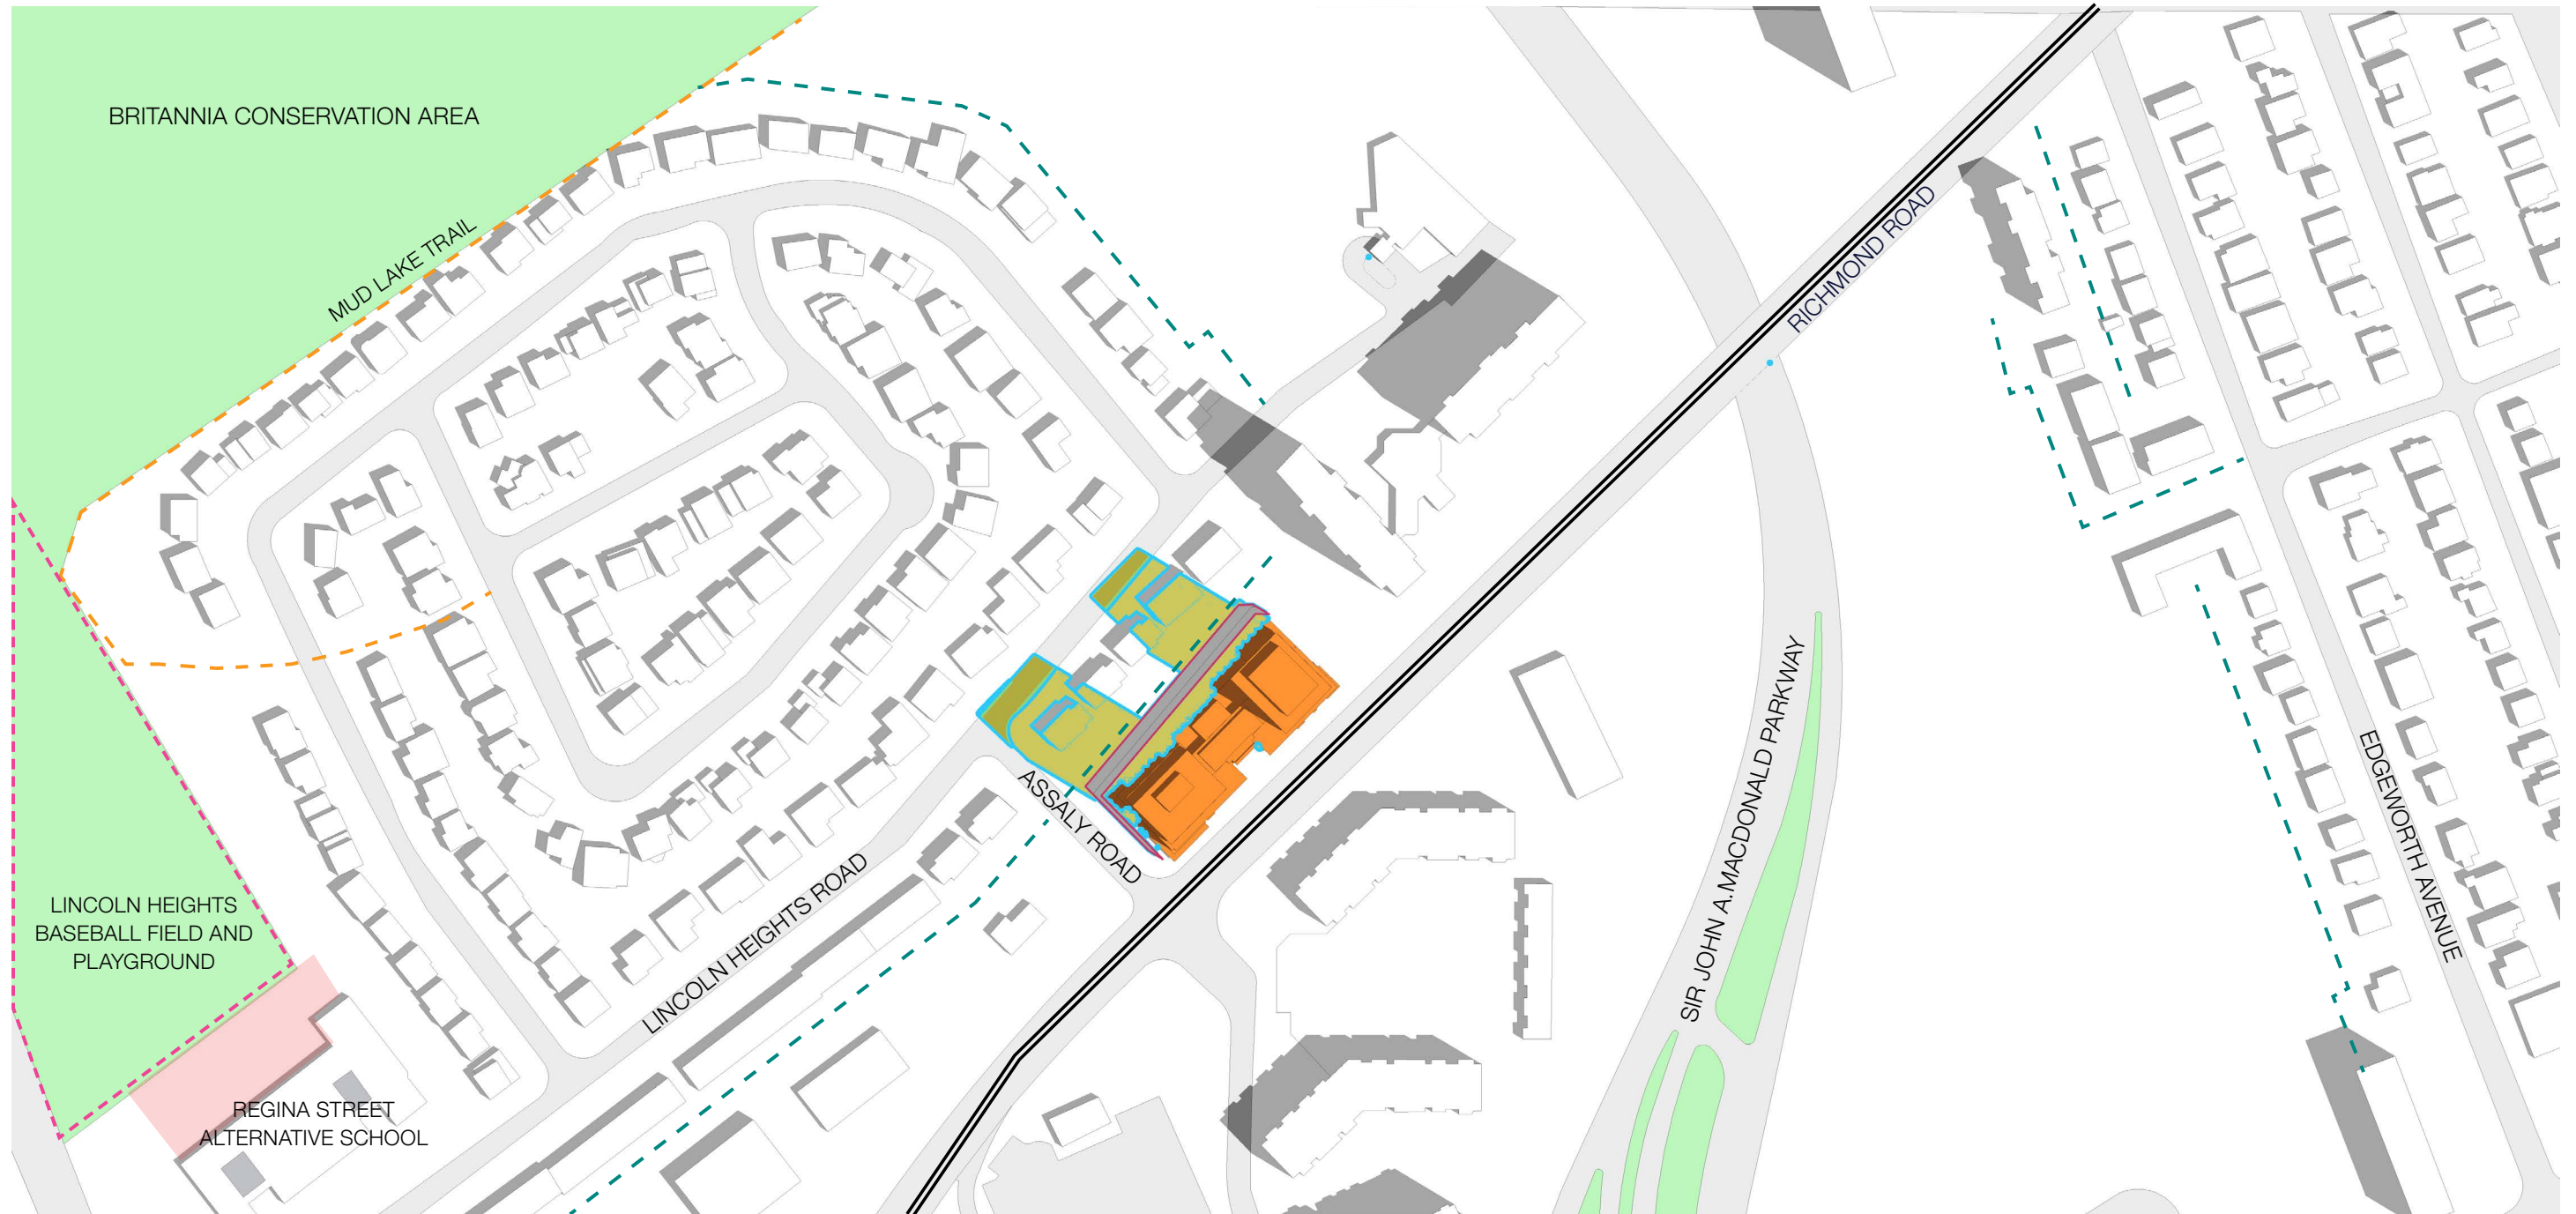 BRITANNIA CONSERVATION AREA
MUD LAKE TRAIL
RICHMOND ROAD
SIR JOHN A.MACDONALD PARKWAY
EDGEWORTH AVENUE
ASSALY ROAD
LINCOLN HEIGHTS ROAD
LINCOLN HEIGHTS
BASEBALL FIELD AND
PLAYGROUND
REGINA STREET
ALTERNATIVE SCHOOL